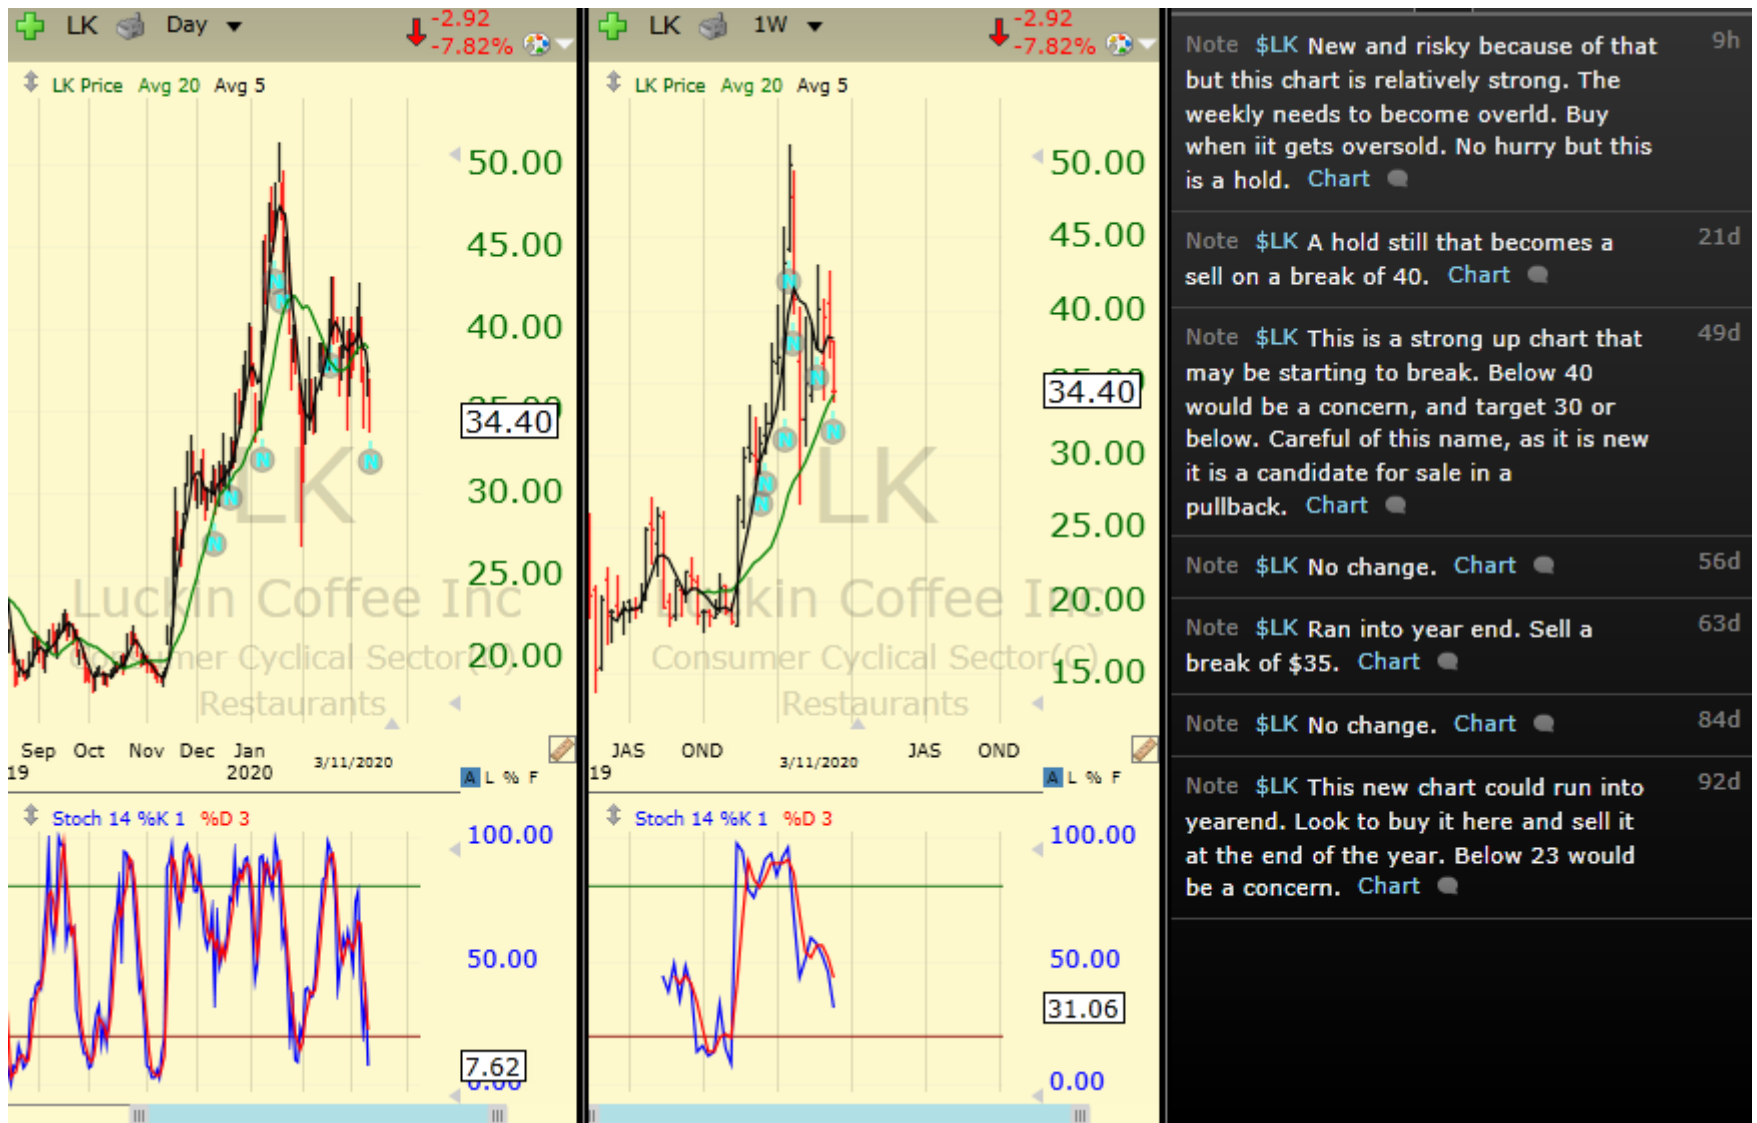 LK Day
-2.92
-7.82%
LK Price Avg 20 Avg 5
50.00
45.00
40.00
34.40
30.00
25.00
20.00
LK
Luckin Coffee Inc
Consumer Cyclical Sector(C)
Restaurants
N
N
N
N
N
N
N
Sep Oct Nov Dec Jan
19 2020 3/11/2020
A L % F
Stoch 14 %K 1 %D 3
100.00
50.00
7.62
0.00
LK 1W
-2.92
-7.82%
LK Price Avg 20 Avg 5
50.00
45.00
40.00
35.00
34.40
30.00
25.00
20.00
15.00
LK
Luckin Coffee Inc
Consumer Cyclical Sector(C)
Restaurants
N
N
N
N
N
N
N
JAS OND JAS OND
19 3/11/2020
A L % F
Stoch 14 %K 1 %D 3
100.00
50.00
31.06
0.00
Note $LK New and risky because of that 9h
but this chart is relatively strong. The
weekly needs to become overld. Buy
when iit gets oversold. No hurry but this
is a hold. Chart
Note $LK A hold still that becomes a 21d
sell on a break of 40. Chart
Note $LK This is a strong up chart that 49d
may be starting to break. Below 40
would be a concern, and target 30 or
below. Careful of this name, as it is new
it is a candidate for sale in a
pullback. Chart
Note $LK No change. Chart 56d
Note $LK Ran into year end. Sell a 63d
break of $35. Chart
Note $LK No change. Chart 84d
Note $LK This new chart could run into 92d
yearend. Look to buy it here and sell it
at the end of the year. Below 23 would
be a concern. Chart